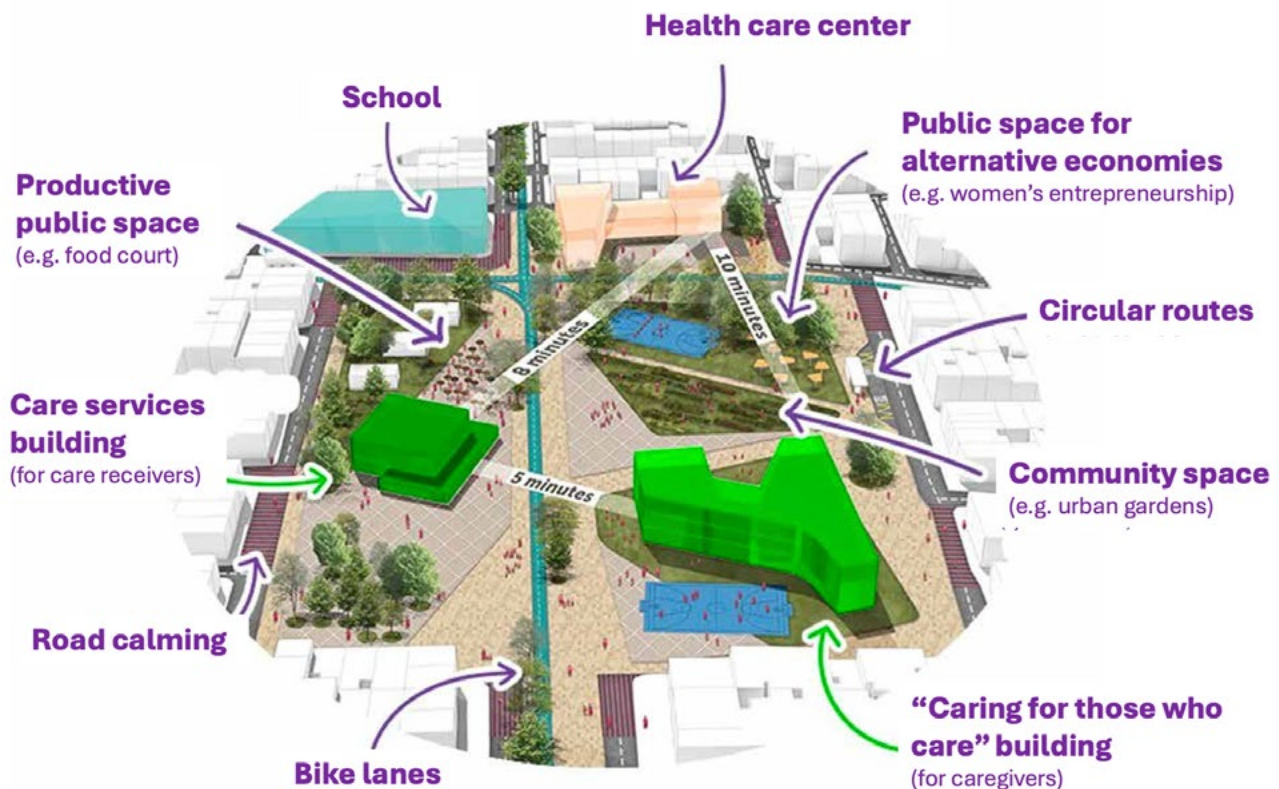 Health care center
School
Public space for
alternative economies
(e.g. women's entrepreneurship)
Productive
public space
(e.g. food court)
10 minutes
8 minutes
Circular routes
Care services
building
(for care receivers)
5 minutes
Community space
(e.g. urban gardens)
Road calming
"Caring for those who
care" building
(for caregivers)
Bike lanes